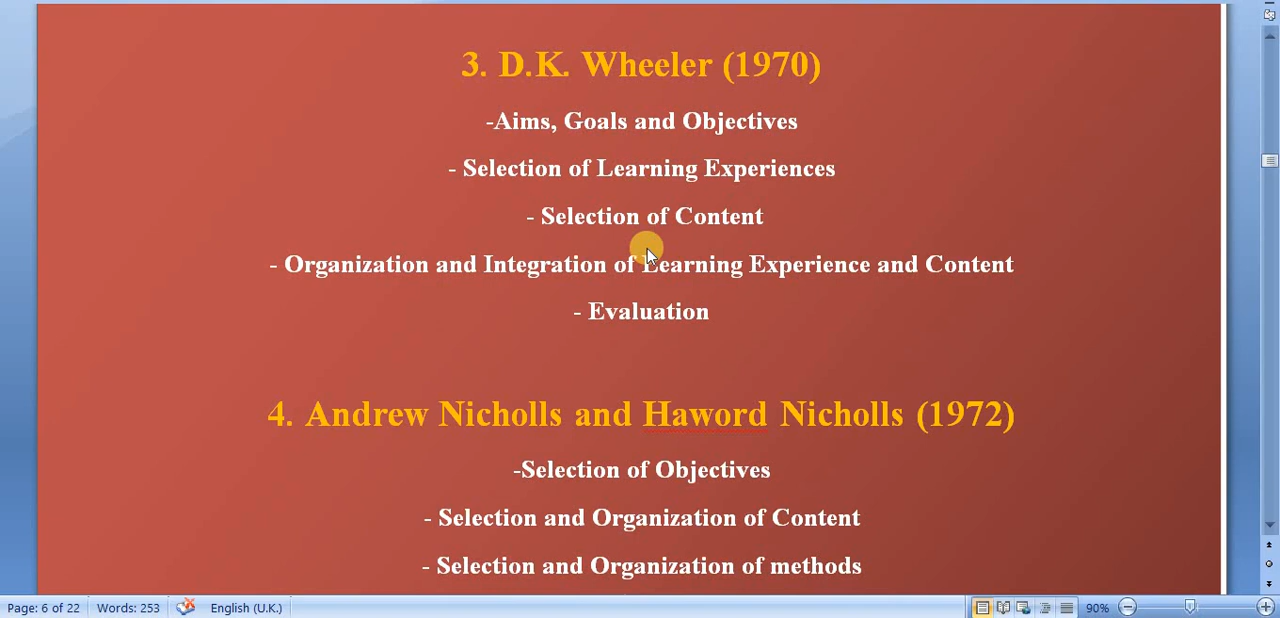 3. D.K. Wheeler (1970)
-Aims, Goals and Objectives
- Selection of Learning Experiences
- Selection of Content
- Organization and Integration of Learning Experience and Content
- Evaluation
4. Andrew Nicholls and Haword Nicholls (1972)
-Selection of Objectives
- Selection and Organization of Content
- Selection and Organization of methods
Page: 6 of 22 Words: 253 English (U.K.) 90%